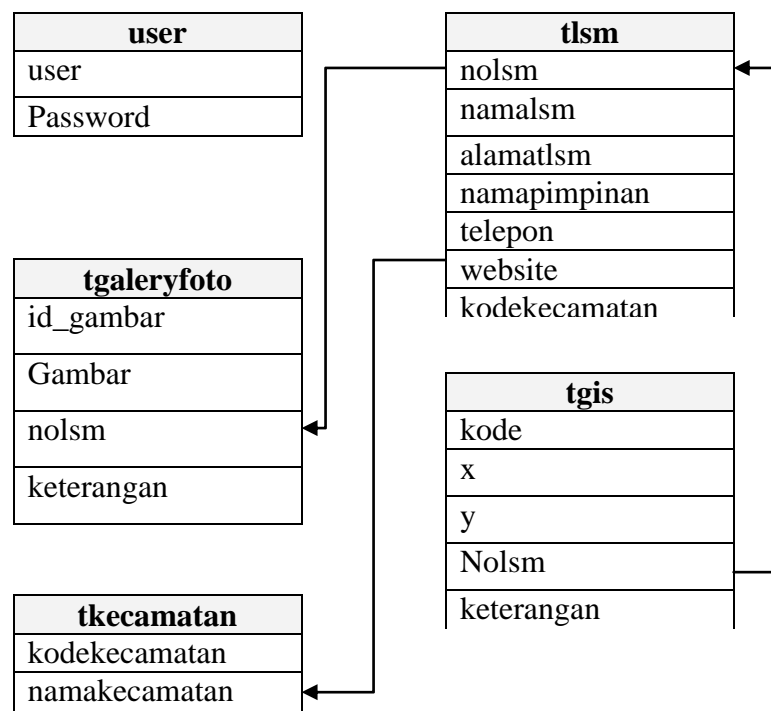 user
user
Password
tlsm
nolsm
namalsm
alamatlsm
namapimpinan
telepon
website
kodekecamatan
tgaleryfoto
id_gambar
Gambar
nolsm
keterangan
tgis
kode
x
y
Nolsm
keterangan
tkecamatan
kodekecamatan
namakecamatan